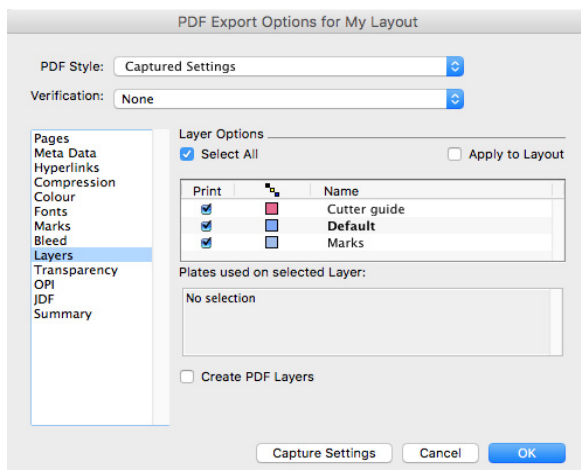 PDF Export Options for My Layout
PDF Style: Captured Settings
Verification: None
Pages
Meta Data
Hyperlinks
Compression
Colour
Fonts
Marks
Bleed
Layers
Transparency
OPI
JDF
Summary
Layer Options
Select All Apply to Layout
Print Name
Cutter guide
Default
Marks
Plates used on selected Layer:
No selection
Create PDF Layers
Capture Settings Cancel OK